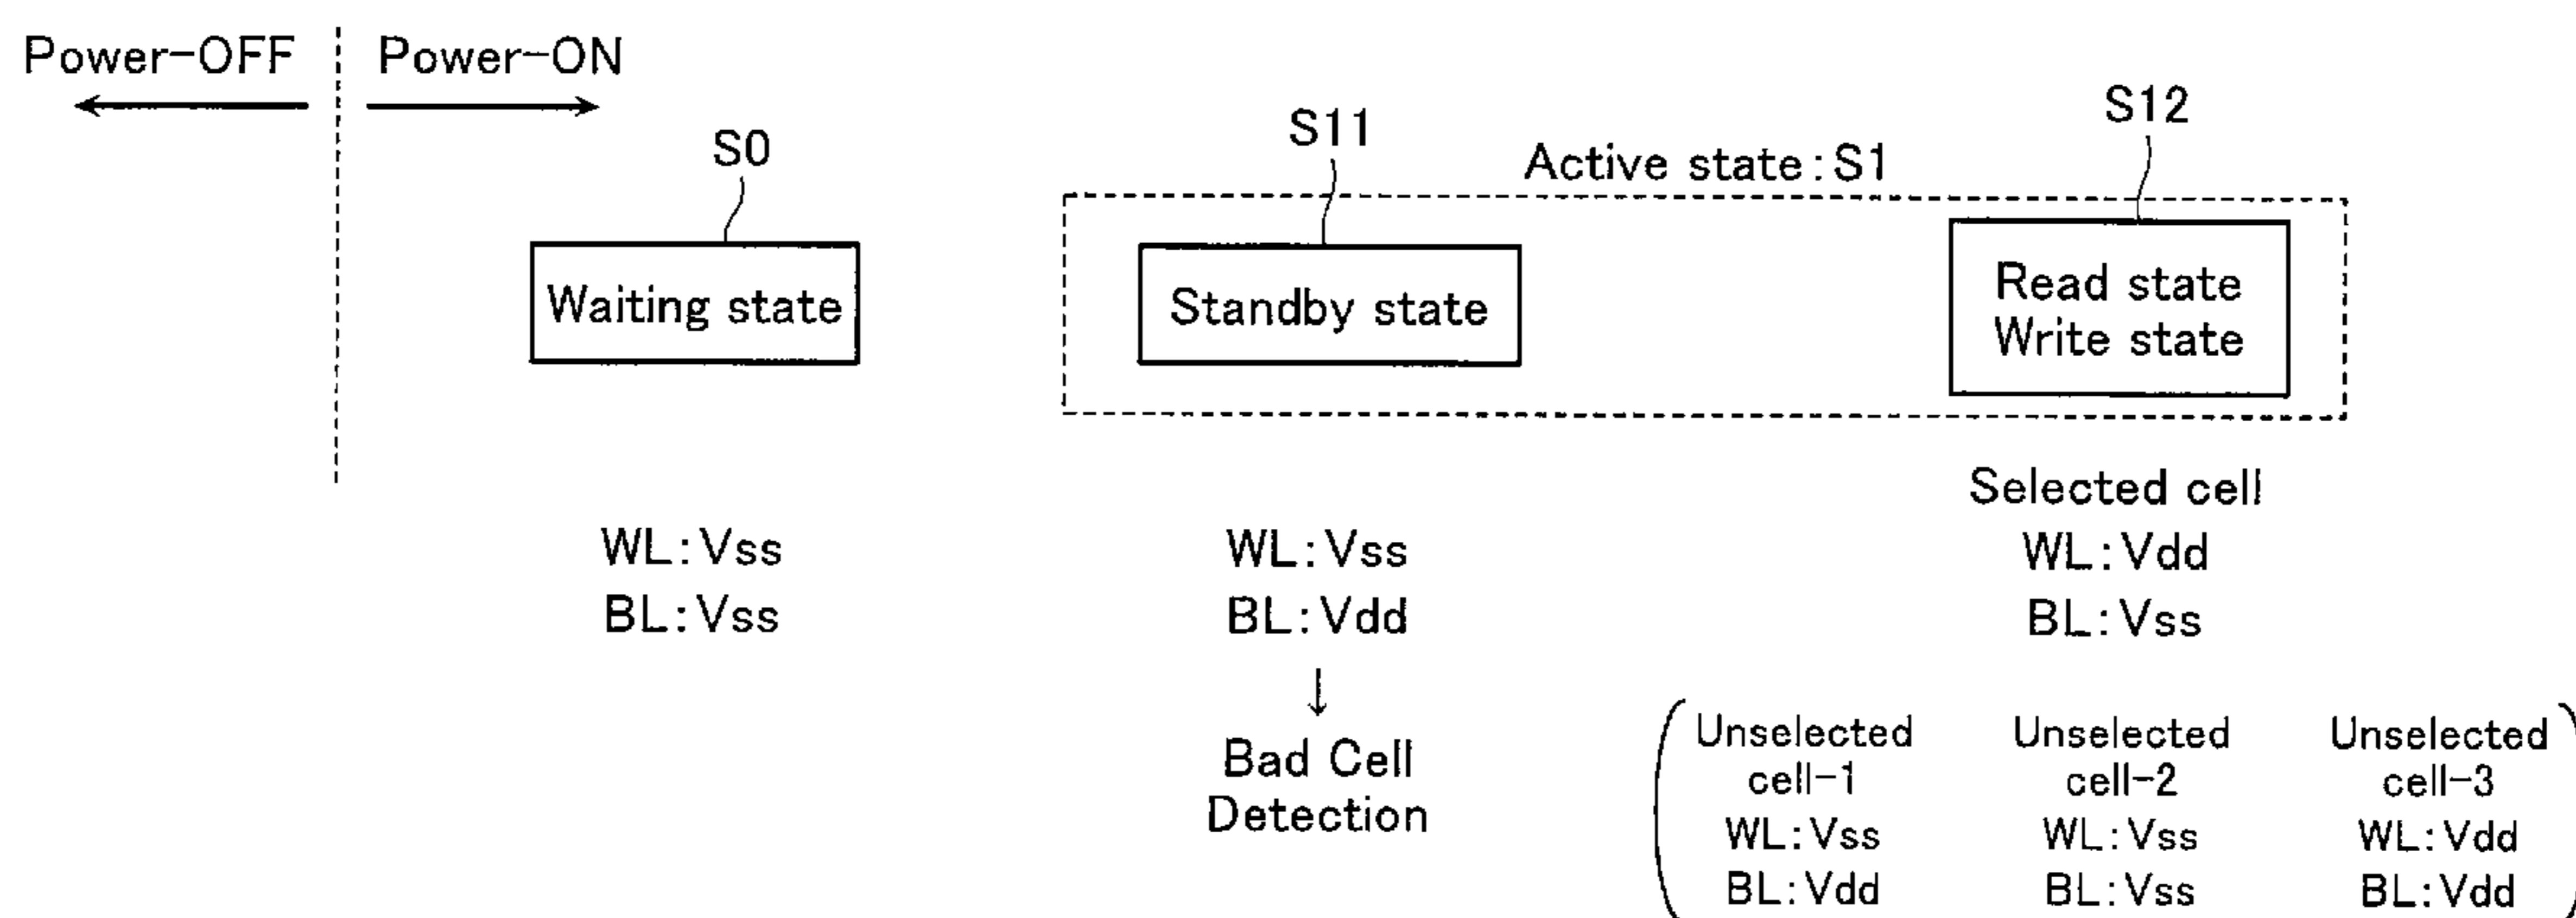 Power-OFF
Power-ON
S0
S11
S12
Active state:S1
Waiting state
Standby state
Read state
Write state
WL:Vss
BL:Vss
WL:Vss
BL:Vdd
Bad Cell
Detection
Selected cell
WL:Vdd
BL:Vss
Unselected
cell-1
WL:Vss
BL:Vdd
Unselected
cell-2
WL:Vss
BL:Vss
Unselected
cell-3
WL:Vdd
BL:Vdd